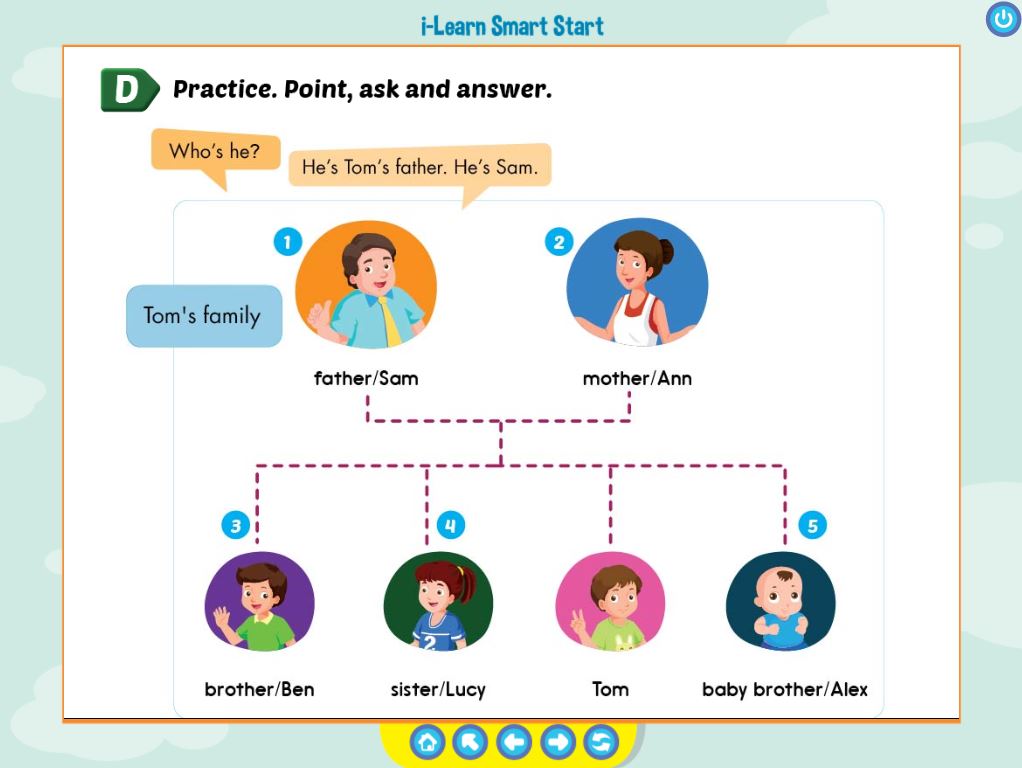 i-Learn Smart Start
D Practice. Point, ask and answer.
Who's he?
He's Tom's father. He's Sam.
1
2
Tom's family
father/Sam
mother/Ann
3
4
5
2
brother/Ben
sister/Lucy
Tom
baby brother/Alex